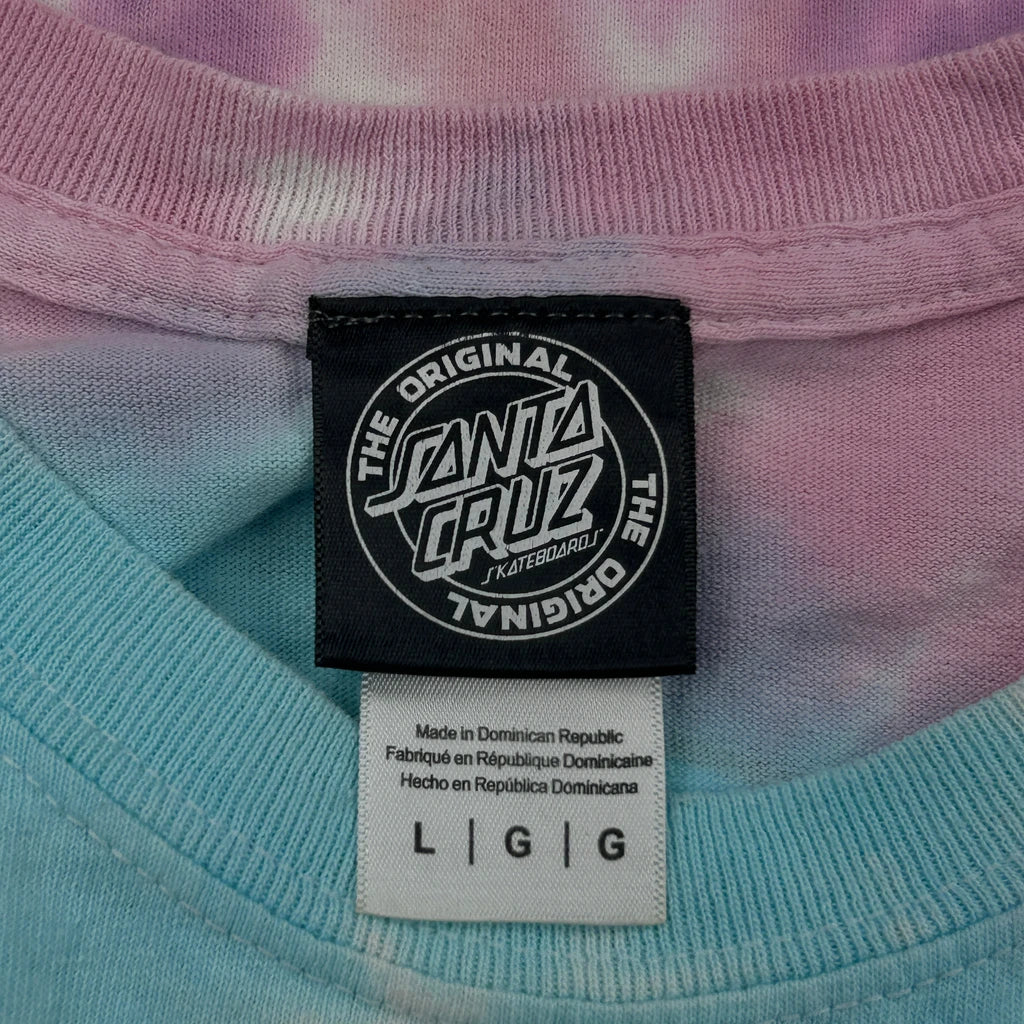 THE ORIGINAL
SANTA
CRUZ
SKATEBOARDS
THE ORIGINAL
Made in Dominican Republic
Fabriqué en République Dominicaine
Hecho en República Dominicana
L | G | G